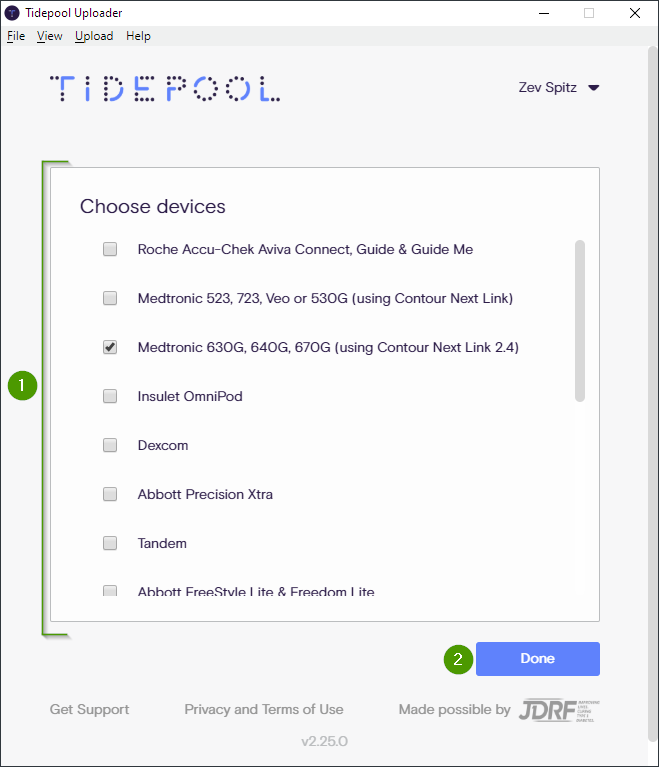 Tidepool Uploader
File View Upload Help
TIDEPOOL
Zev Spitz
Choose devices
Roche Accu-Chek Aviva Connect, Guide & Guide Me
Medtronic 523, 723, Veo or 530G (using Contour Next Link)
Medtronic 630G, 640G, 670G (using Contour Next Link 2.4)
1
Insulet OmniPod
Dexcom
Abbott Precision Xtra
Tandem
Abbott FreeStyle Lite & Freedom Lite
2
Done
Get Support
Privacy and Terms of Use
Made possible by
JDRF
v2.25.0